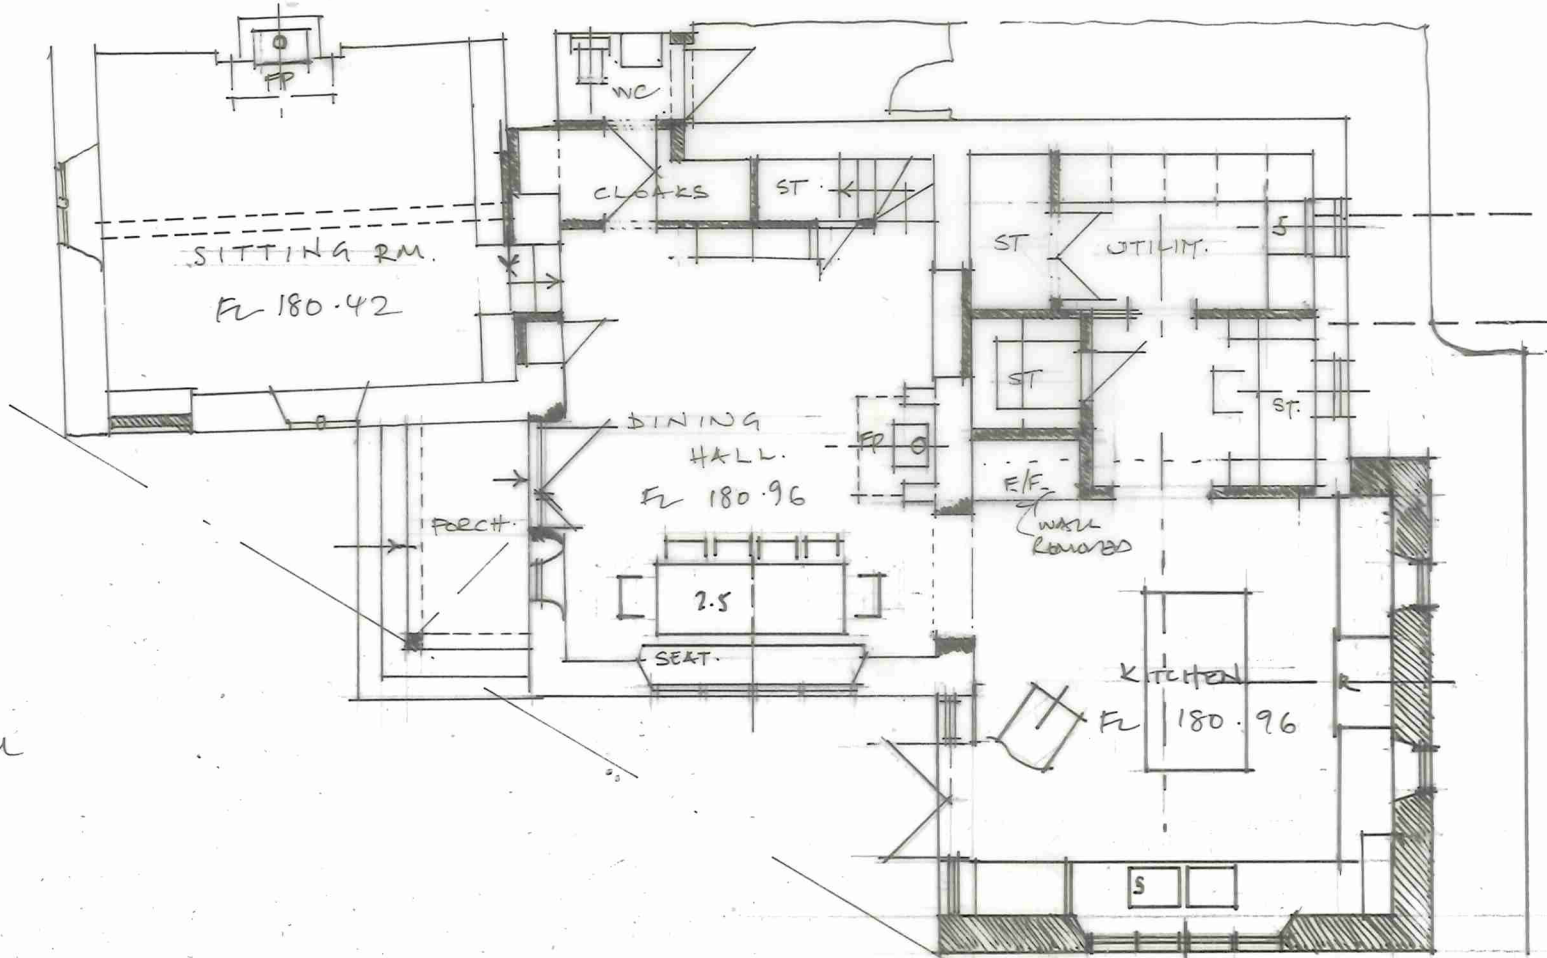 FP
WC
CLOAKS
ST.
SITTING RM.
FL 180.42
ST
UTILITY.
S
ST
ST.
DINING
HALL.
FL 180.96
FP
E/F
WALL
REMOVED
PORCH.
2.5
SEAT.
KITCHEN
FL 180.96
R
S